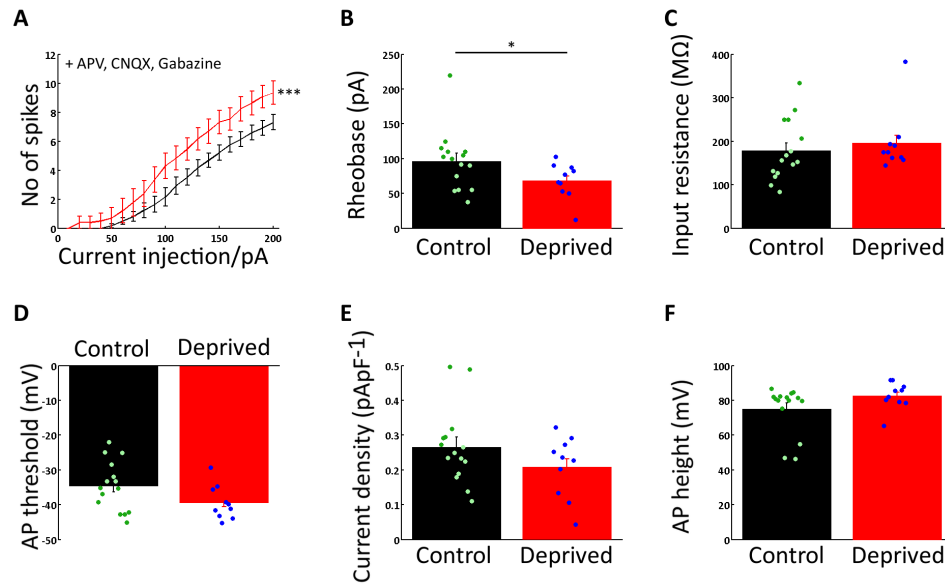 A
+ APV, CNQX, Gabazine
No of spikes
12
10
8
6
4
2
0
***
0
50
100
150
200
Current injection/pA
B
*
Rheobase (pA)
250
200
150
100
50
0
Control
Deprived
C
Input resistance (MΩ)
400
300
200
100
0
Control
Deprived
D
Control
Deprived
AP threshold (mV)
0
-10
-20
-30
-40
-50
E
Current density (pApF-1)
0.5
0.4
0.3
0.2
0.1
0
Control
Deprived
F
AP height (mV)
100
80
60
40
20
0
Control
Deprived